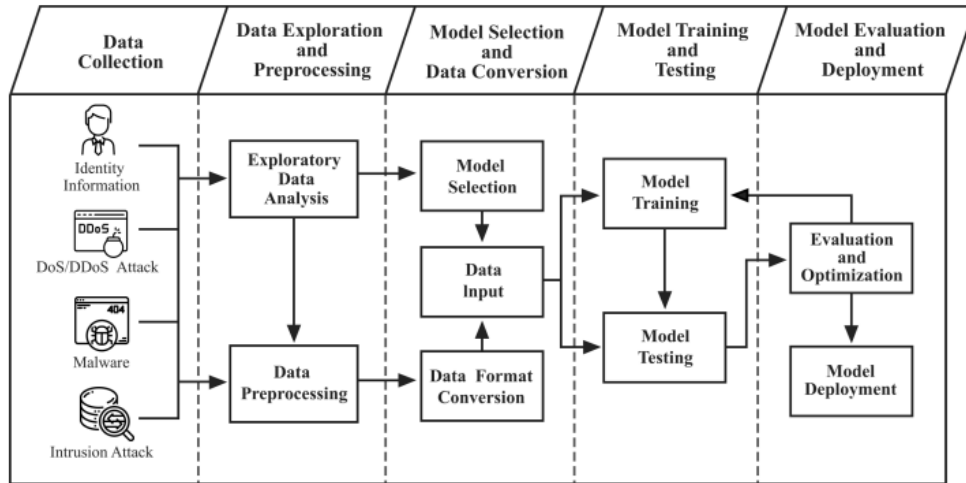 Data
Collection
Data Exploration
and
Preprocessing
Model Selection
and
Data Conversion
Model Training
and
Testing
Model Evaluation
and
Deployment
Identity
Information
DDoS
DoS/DDoS Attack
404
Malware
Intrusion Attack
Exploratory
Data
Analysis
Data
Preprocessing
Model
Selection
Data
Input
Data Format
Conversion
Model
Training
Model
Testing
Evaluation
and
Optimization
Model
Deployment